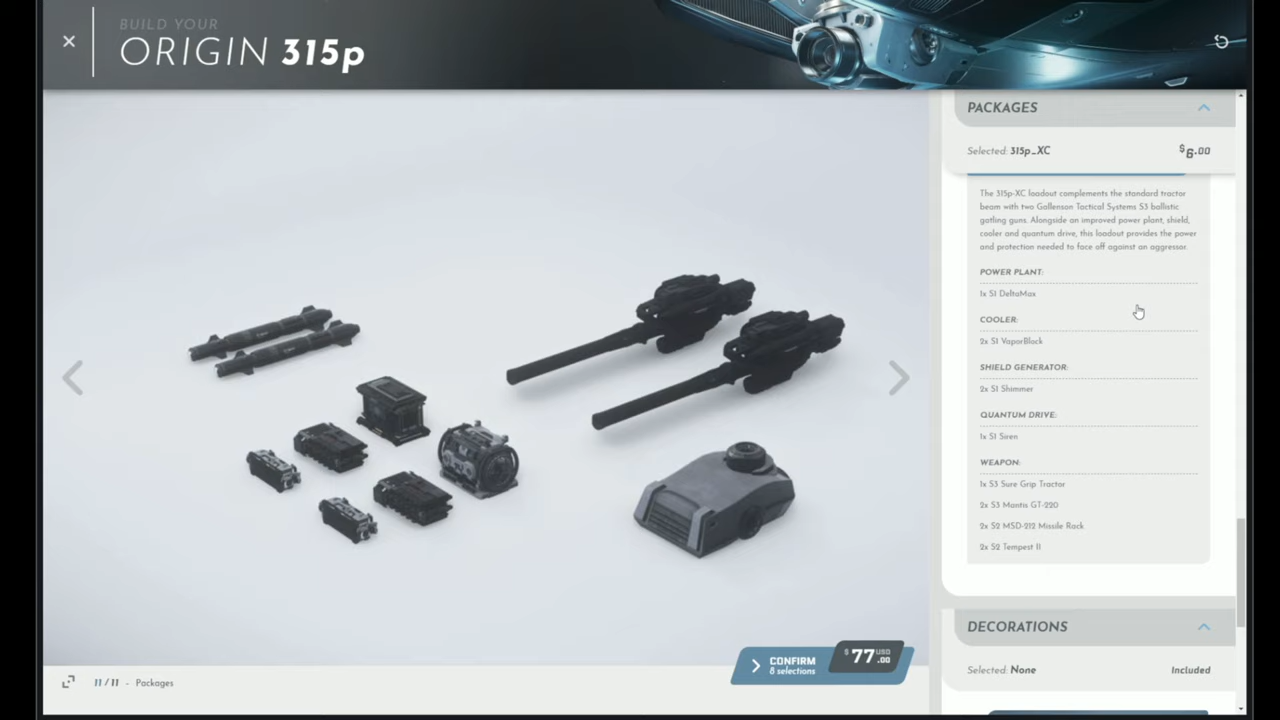 BUILD YOUR
ORIGIN 315p
PACKAGES
Selected: 315p_XC
$6.00
The 315p-XC loadout complements the standard tractor
beam with two Gallenson Tactical Systems S3 ballistic
gatling guns. Alongside an improved power plant, shield,
cooler and quantum drive, this loadout provides the power
and protection needed to face off against an aggressor.
POWER PLANT:
1x S1 DeltaMax
COOLER:
2x S1 VaporBlock
SHIELD GENERATOR:
2x S1 Shimmer
QUANTUM DRIVE:
1x S1 Siren
WEAPON:
1x S3 Sure Grip Tractor
2x S3 Mantis GT-220
2x S2 MSD-212 Missile Rack
2x S2 Tempest II
DECORATIONS
Selected: None
Included
CONFIRM
8 selections
$77.00 USD
11/11 - Packages